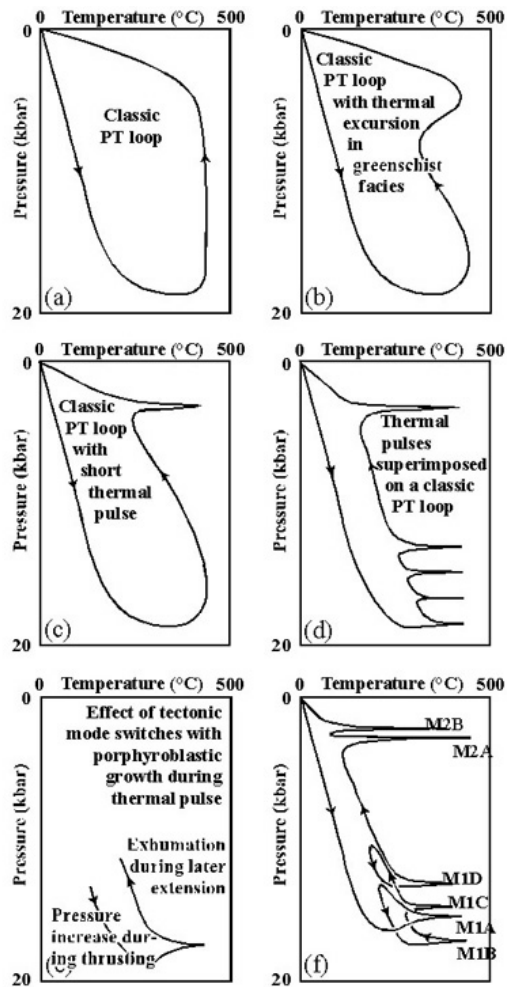 0 Temperature (°C) 500
Pressure (kbar)
Classic
PT loop
(a)
20
0 Temperature (°C) 500
0
Pressure (kbar)
Classic
PT loop
with thermal
excursion
in
greenschist
facies
(b)
20
0 Temperature (°C) 500
0
Pressure (kbar)
Classic
PT loop
with
short
thermal
pulse
(c)
20
0 Temperature (°C) 500
0
Pressure (kbar)
Thermal
pulses
superimposed
on a classic
PT loop
(d)
20
0 Temperature (°C) 500
0
Pressure (kbar)
Effect of tectonic
mode switches with
porphyroblastic
growth during
thermal pulse
Exhumation
during later
extension
Pressure
increase dur-
ing thrusting
20
0 Temperature (°C) 500
0
Pressure (kbar)
M2B
M2A
M1D
M1C
M1A
M1B
(f)
20